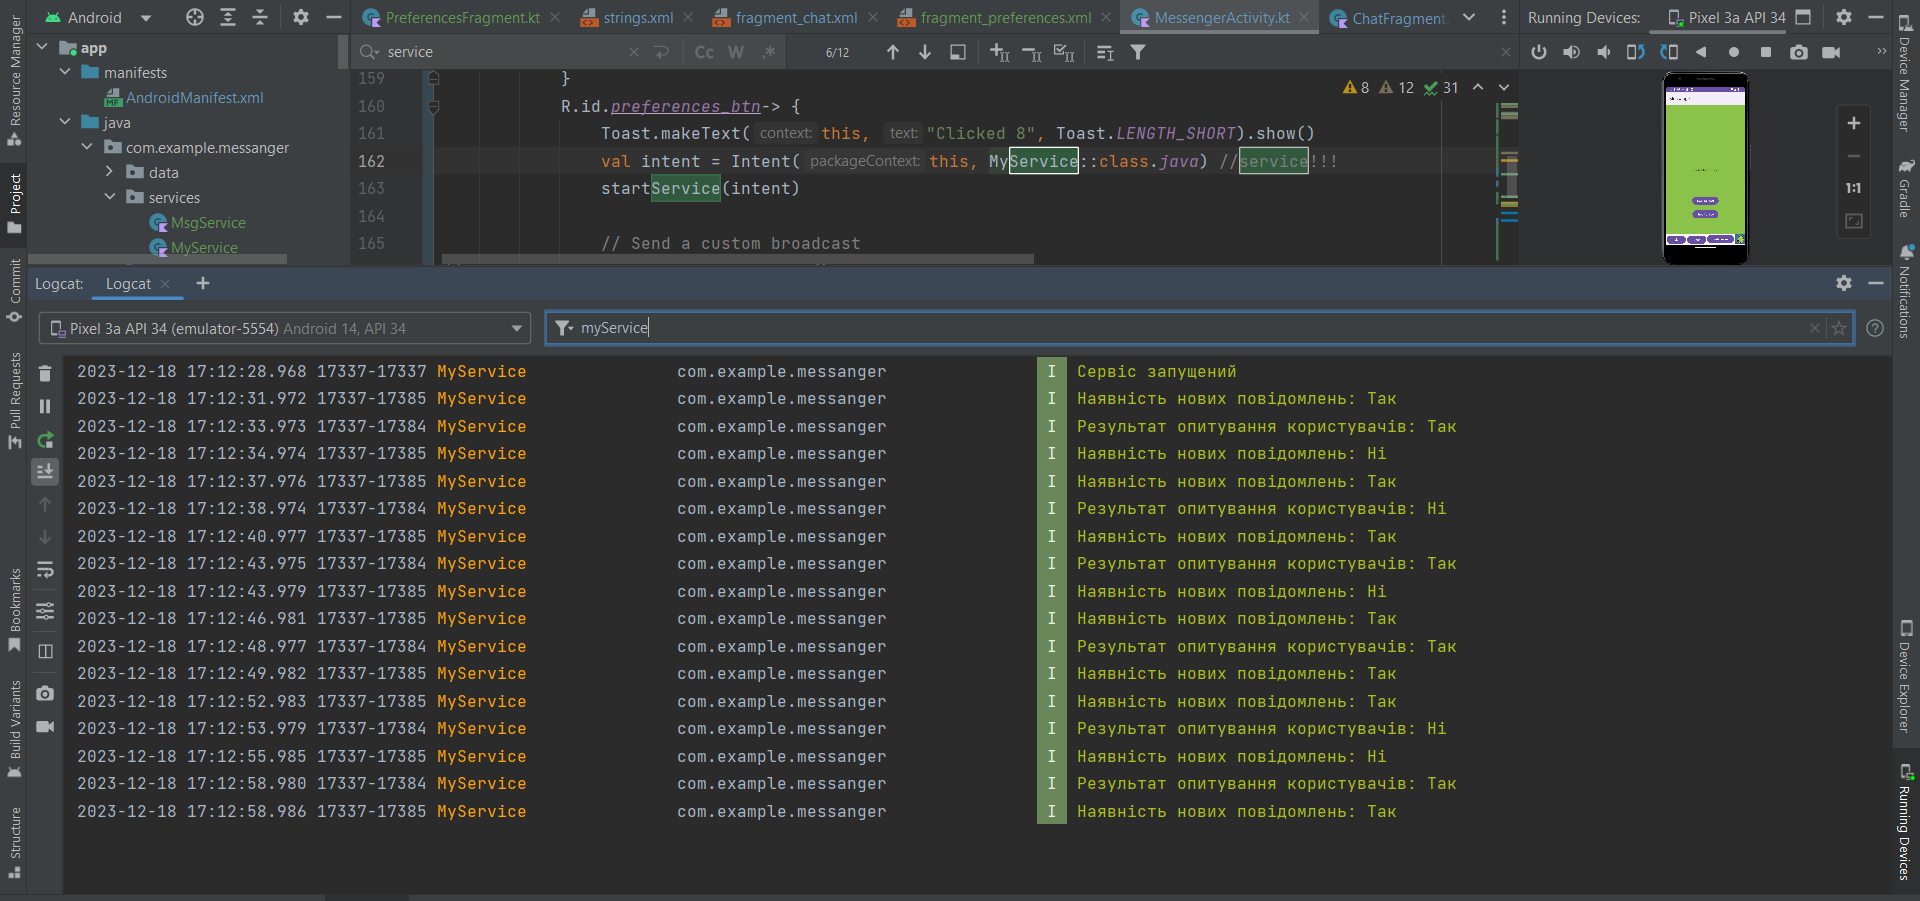 Android
PreferencesFragment.kt
strings.xml
fragment_chat.xml
fragment_preferences.xml
MessengerActivity.kt
ChatFragment.
Running Devices:
Pixel 3a API 34
Resource Manager
Project
Commit
Pull Requests
Bookmarks
Build Variants
Structure
app
manifests
AndroidManifest.xml
java
com.example.messanger
data
services
MsgService
MyService
service
Cc W .*
6/12
8 12 31
159 }
160 R.id.preferences_btn-> {
161 Toast.makeText( context: this, text: "Clicked 8", Toast.LENGTH_SHORT).show()
162 val intent = Intent( packageContext: this, MyService::class.java) //service!!!
163 startService(intent)
164
165 // Send a custom broadcast
1:1
Device Manager
Gradle
Notifications
Device Explorer
Running Devices
Logcat: Logcat
Pixel 3a API 34 (emulator-5554) Android 14, API 34
myService
2023-12-18 17:12:28.968 17337-17337 MyService com.example.messanger I Сервіс запущений
2023-12-18 17:12:31.972 17337-17385 MyService com.example.messanger I Наявність нових повідомлень: Так
2023-12-18 17:12:33.973 17337-17384 MyService com.example.messanger I Результат опитування користувачів: Так
2023-12-18 17:12:34.974 17337-17385 MyService com.example.messanger I Наявність нових повідомлень: Ні
2023-12-18 17:12:37.976 17337-17385 MyService com.example.messanger I Наявність нових повідомлень: Так
2023-12-18 17:12:38.974 17337-17384 MyService com.example.messanger I Результат опитування користувачів: Ні
2023-12-18 17:12:40.977 17337-17385 MyService com.example.messanger I Наявність нових повідомлень: Так
2023-12-18 17:12:43.975 17337-17384 MyService com.example.messanger I Результат опитування користувачів: Так
2023-12-18 17:12:43.979 17337-17385 MyService com.example.messanger I Наявність нових повідомлень: Ні
2023-12-18 17:12:46.981 17337-17385 MyService com.example.messanger I Наявність нових повідомлень: Так
2023-12-18 17:12:48.977 17337-17384 MyService com.example.messanger I Результат опитування користувачів: Так
2023-12-18 17:12:49.982 17337-17385 MyService com.example.messanger I Наявність нових повідомлень: Так
2023-12-18 17:12:52.983 17337-17385 MyService com.example.messanger I Наявність нових повідомлень: Так
2023-12-18 17:12:53.979 17337-17384 MyService com.example.messanger I Результат опитування користувачів: Ні
2023-12-18 17:12:55.985 17337-17385 MyService com.example.messanger I Наявність нових повідомлень: Ні
2023-12-18 17:12:58.980 17337-17384 MyService com.example.messanger I Результат опитування користувачів: Так
2023-12-18 17:12:58.986 17337-17385 MyService com.example.messanger I Наявність нових повідомлень: Так